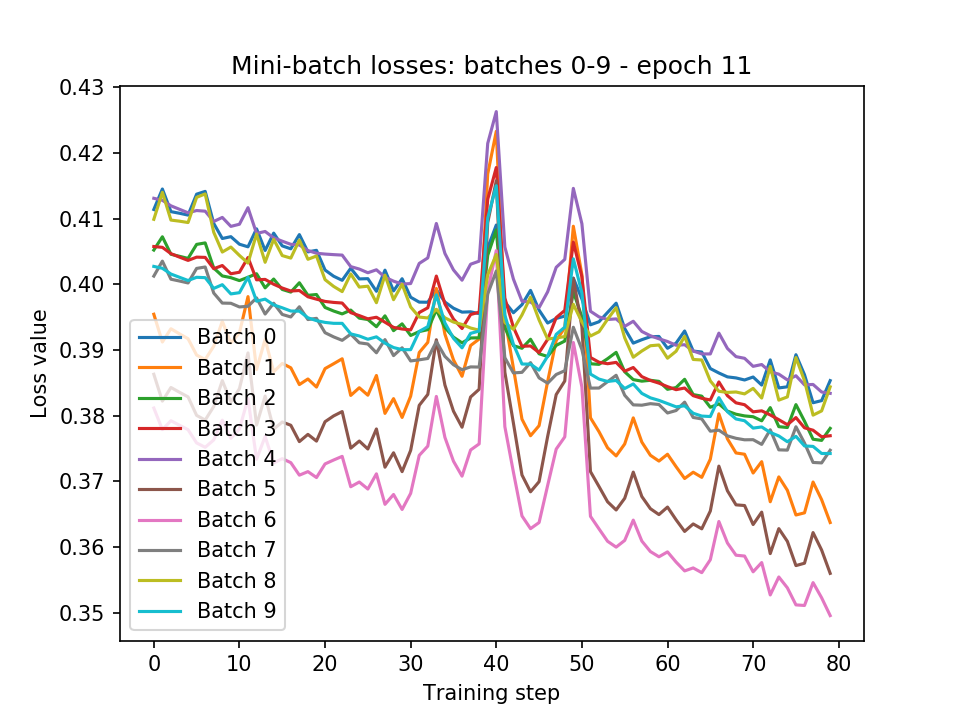 Mini-batch losses: batches 0-9 - epoch 11
0.43
0.42
0.41
0.40
0.39
0.38
0.37
0.36
0.35
Loss value
Batch 0
Batch 1
Batch 2
Batch 3
Batch 4
Batch 5
Batch 6
Batch 7
Batch 8
Batch 9
0 10 20 30 40 50 60 70 80
Training step